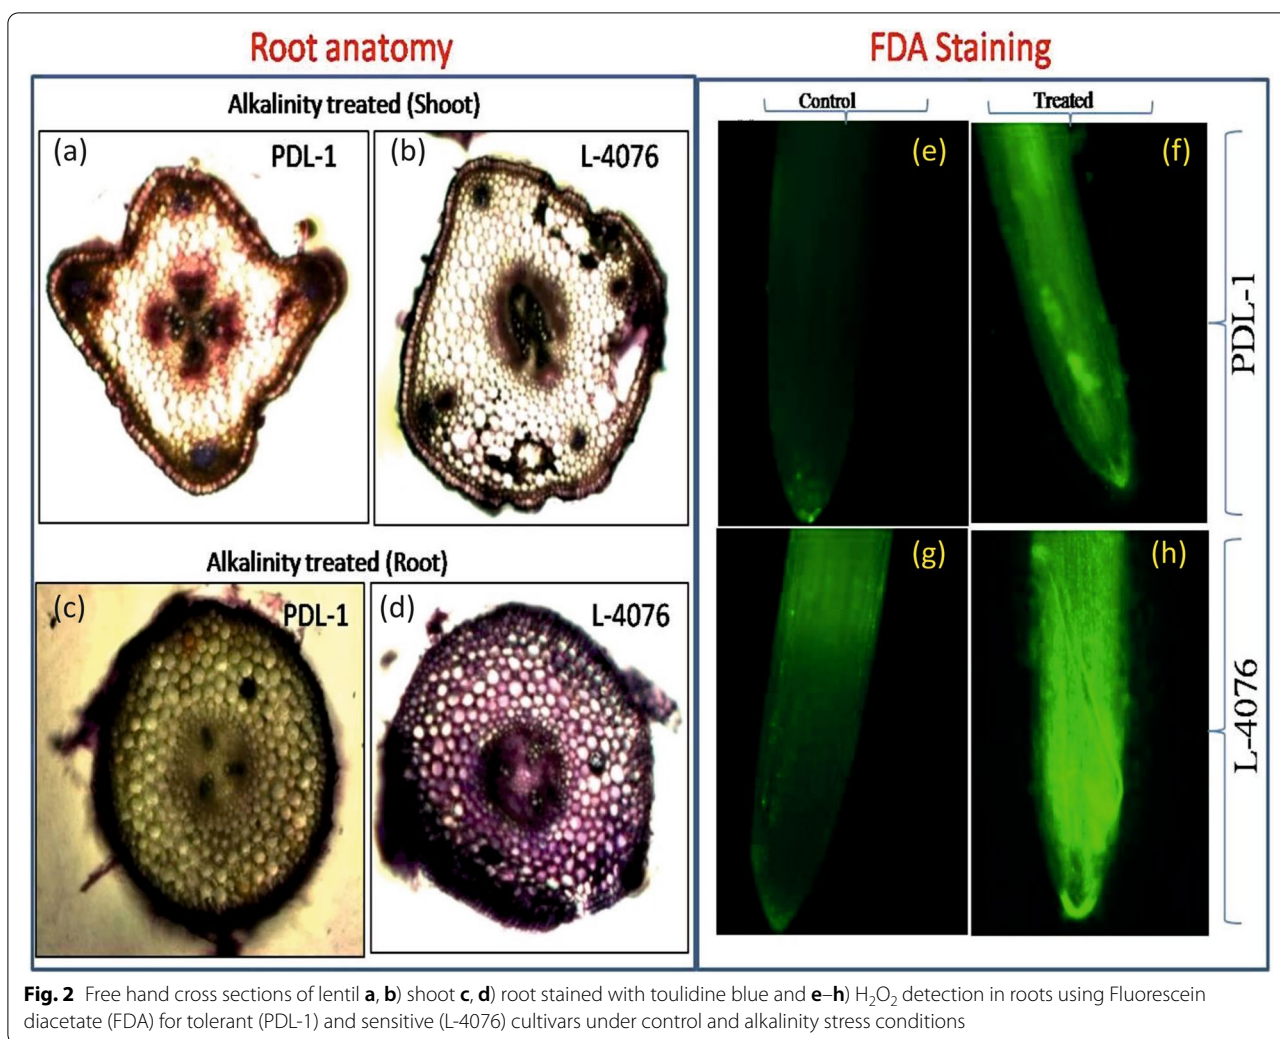 Root anatomy
FDA Staining
Alkalinity treated (Shoot)
(a)
PDL-1
(b)
L-4076
Alkalinity treated (Root)
(c)
PDL-1
(d)
L-4076
Control
Treated
(e)
(f)
PDL-1
(g)
(h)
L-4076
Fig. 2 Free hand cross sections of lentil a, b) shoot c, d) root stained with toulidine blue and e–h) H₂O₂ detection in roots using Fluorescein
diacetate (FDA) for tolerant (PDL-1) and sensitive (L-4076) cultivars under control and alkalinity stress conditions